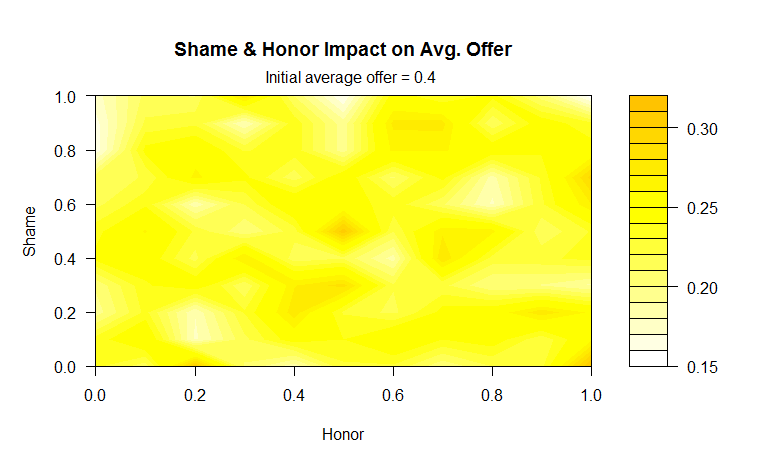 Shame & Honor Impact on Avg. Offer
Initial average offer = 0.4
1.0
0.8
0.6
0.4
0.2
0.0
Shame
0.0 0.2 0.4 0.6 0.8 1.0
Honor
0.30
0.25
0.20
0.15